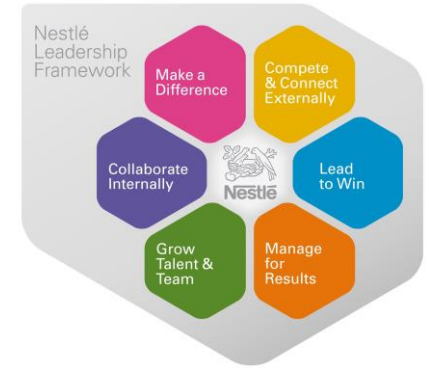 Nestlé
Leadership
Framework
Make a
Difference
Compete
& Connect
Externally
Collaborate
Internally
Nestlé
Lead
to Win
Grow
Talent &
Team
Manage
for
Results